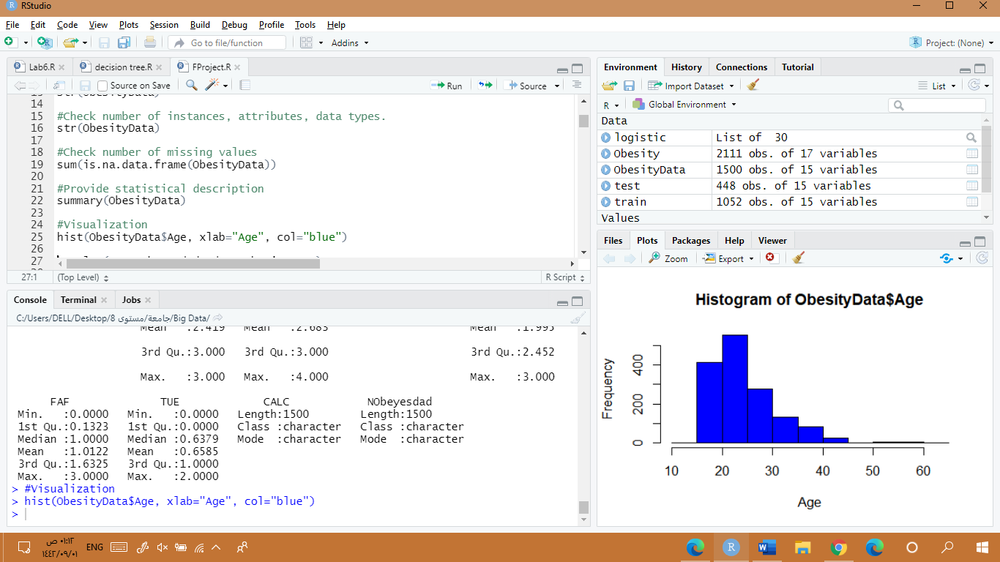 RStudio
File Edit Code View Plots Session Build Debug Profile Tools Help
Go to file/function
Addins
Project: (None)
Lab6.R
decision tree.R
FProject.R
Source on Save
Run
Source
13 str(ObesityData)
14
15 #Check number of instances, attributes, data types.
16 str(ObesityData)
17
18 #Check number of missing values
19 sum(is.na.data.frame(ObesityData))
20
21 #Provide statistical description
22 summary(ObesityData)
23
24 #Visualization
25 hist(ObesityData$Age, xlab="Age", col="blue")
26
27
27:1 (Top Level) R Script
Console Terminal Jobs
C:/Users/DELL/Desktop/8 جامعة/مستوى/Big Data/
Mean :2.419 Mean :2.683 Mean :1.995
3rd Qu.:3.000 3rd Qu.:3.000 3rd Qu.:2.452
Max. :3.000 Max. :4.000 Max. :3.000
FAF TUE CALC NObeyesdad
Min. :0.0000 Min. :0.0000 Length:1500 Length:1500
1st Qu.:0.1323 1st Qu.:0.0000 Class :character Class :character
Median :1.0000 Median :0.6379 Mode :character Mode :character
Mean :1.0122 Mean :0.6585
3rd Qu.:1.6325 3rd Qu.:1.0000
Max. :3.0000 Max. :2.0000
> #Visualization
> hist(ObesityData$Age, xlab="Age", col="blue")
>
Environment History Connections Tutorial
Import Dataset
List
R
Global Environment
Data
logistic List of 30
Obesity 2111 obs. of 17 variables
ObesityData 1500 obs. of 15 variables
test 448 obs. of 15 variables
train 1052 obs. of 15 variables
Values
Files Plots Packages Help Viewer
Zoom
Export
Histogram of ObesityData$Age
Frequency
400
200
0
10 20 30 40 50 60
Age
٠١:١٣ ص
١٤٤٣/٠٩/٠١
ENG